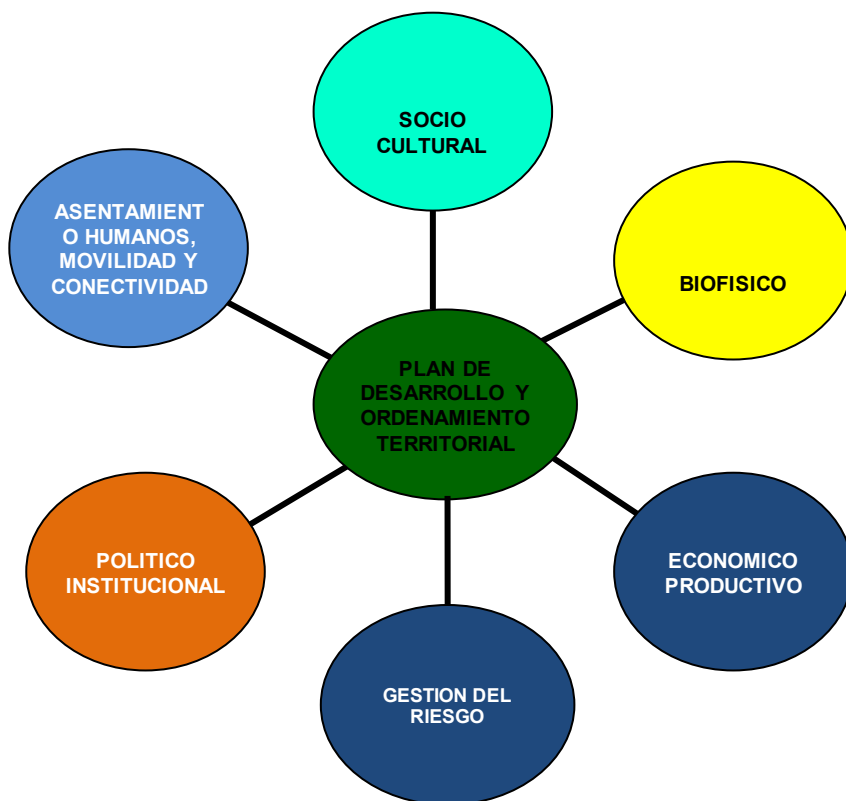 SOCIO
CULTURAL
ASENTAMIENT
O HUMANOS,
MOVILIDAD Y
CONECTIVIDAD
BIOFISICO
PLAN DE
DESARROLLO Y
ORDENAMIENTO
TERRITORIAL
POLITICO
INSTITUCIONAL
ECONOMICO
PRODUCTIVO
GESTION DEL
RIESGO